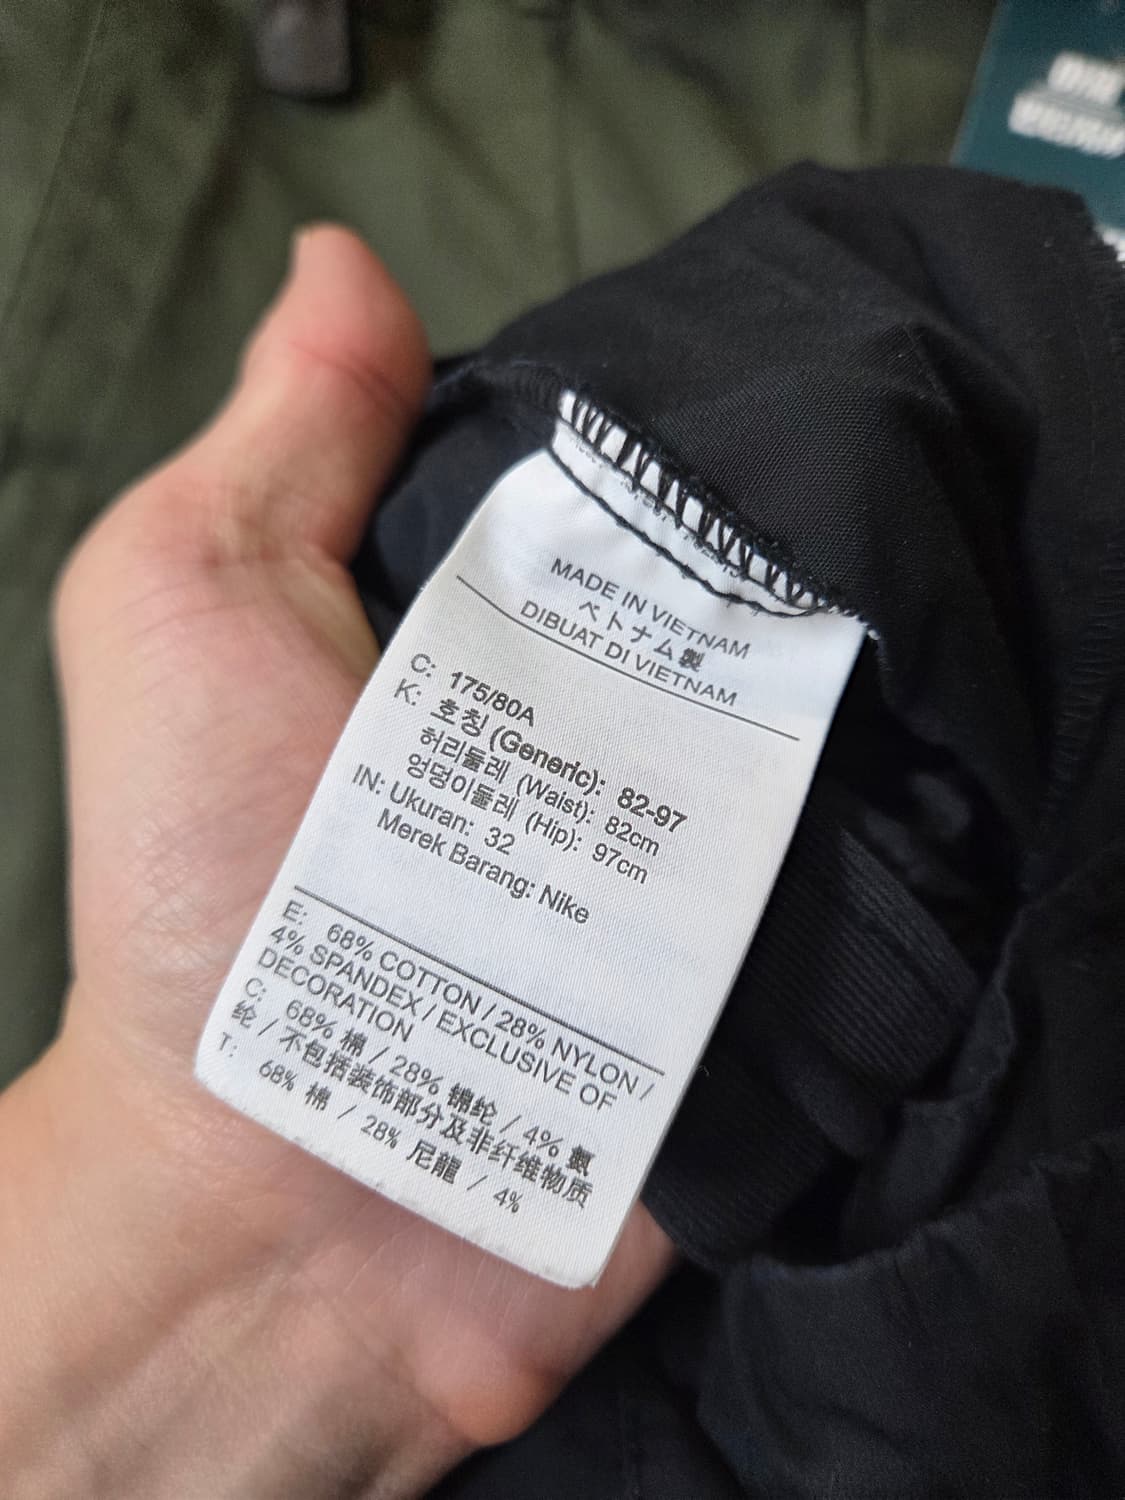 MADE IN VIETNAM
ベトナム製
DIBUAT DI VIETNAM
C: 175/80A
K: 호칭 (Generic): 82-97
허리둘레 (Waist): 82cm
엉덩이둘레 (Hip): 97cm
IN: Ukuran: 32
Merek Barang: Nike
E: 68% COTTON / 28% NYLON /
4% SPANDEX / EXCLUSIVE OF
DECORATION
C: 68% 棉 / 28% 锦纶 / 4% 氨
纶 / 不包括装饰部分及非纤维物质
T: 68% 棉 / 28% 尼龍 / 4%